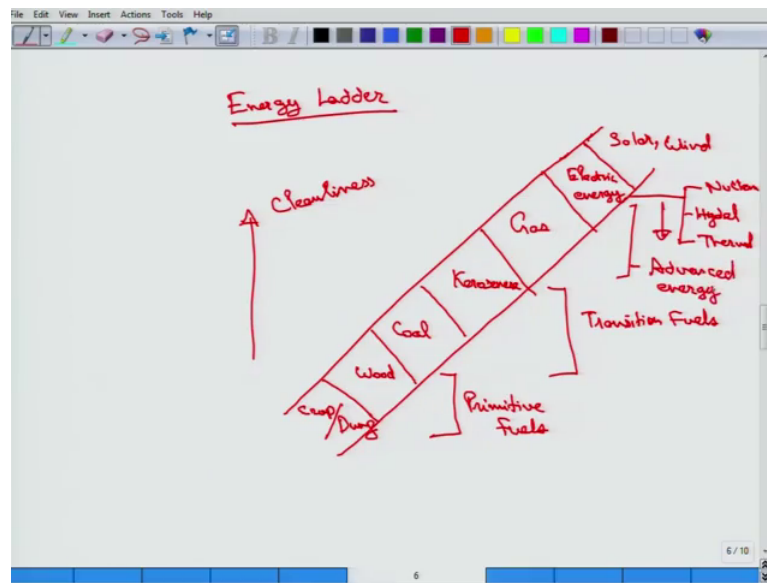 File Edit View Insert Actions Tools Help
B I
Energy Ladder
Cleanliness
Solar, Wind
Electric
energy
Nuclear
Hydel
Thermal
Advanced
energy
Gas
Kerosene
Transition Fuels
Coal
Wood
Crop/
Dung
Primitive
Fuels
6/10
6